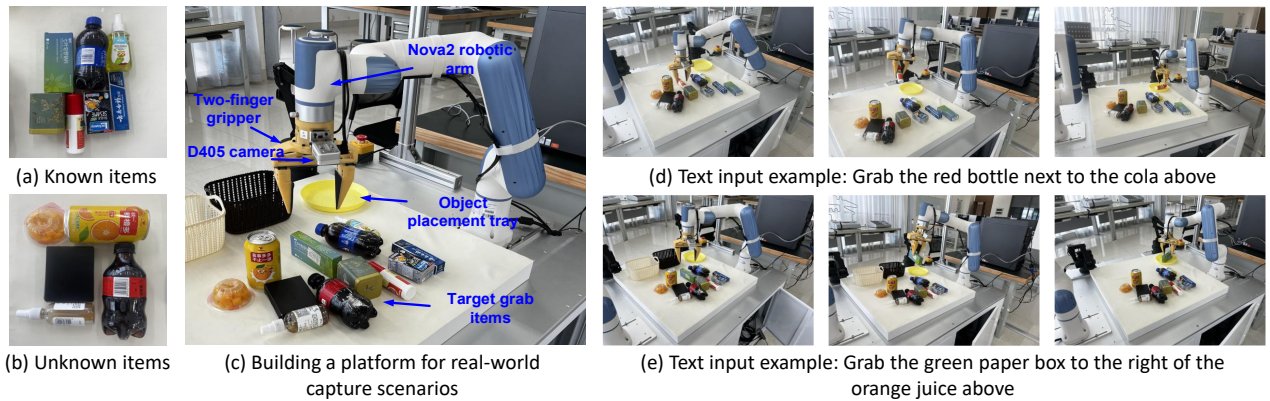 Nova2 robotic
arm
Two-finger
gripper
D405 camera
Object
placement tray
Target grab
items
(a) Known items
(b) Unknown items
(c) Building a platform for real-world
capture scenarios
(d) Text input example: Grab the red bottle next to the cola above
(e) Text input example: Grab the green paper box to the right of the
orange juice above